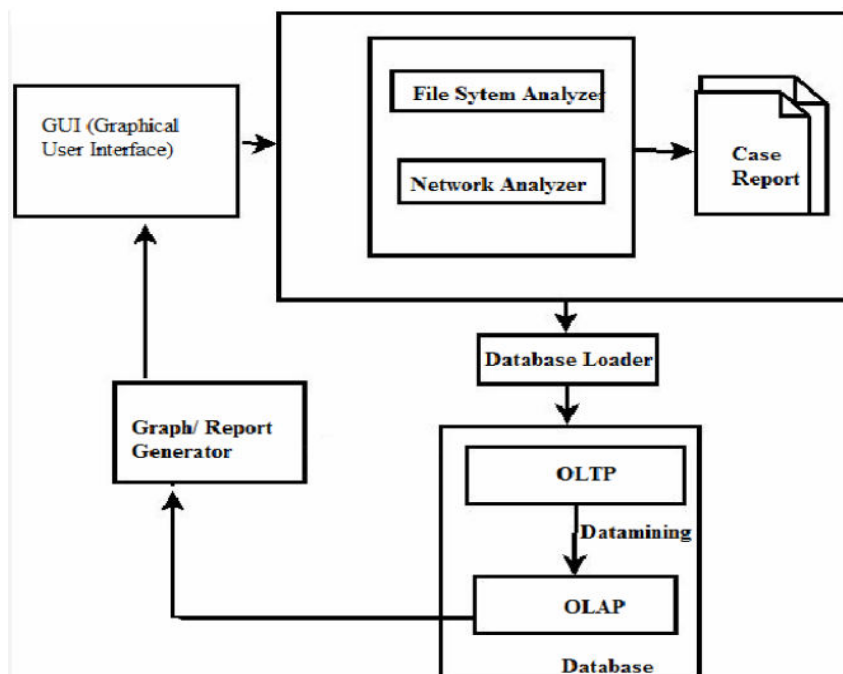 GUI (Graphical
User Interface)
File Sytem Analyzer
Network Analyzer
Case
Report
Database Loader
Graph/ Report
Generator
OLTP
Datamining
OLAP
Database